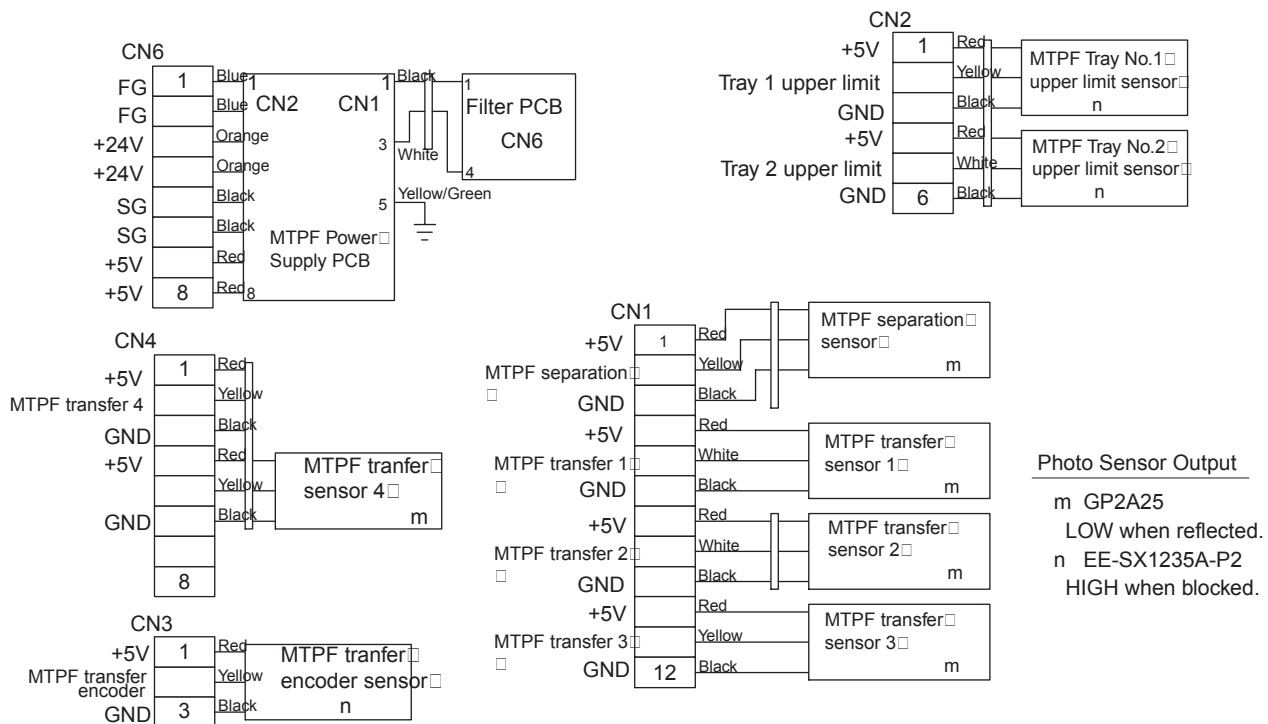 CN6
FG 1 Blue
FG Blue
+24V Orange
+24V Orange
SG Black
SG Black
+5V Red
+5V 8 Red 8
1 CN2 CN1 1
3
5
MTPF Power□
Supply PCB
Black
White
Yellow/Green
1
Filter PCB
CN6
4
CN2
+5V 1 Red
Tray 1 upper limit Yellow
GND Black
+5V Red
Tray 2 upper limit White
GND 6 Black
MTPF Tray No.1□
upper limit sensor□
n
MTPF Tray No.2□
upper limit sensor□
n
CN4
+5V 1 Red
MTPF transfer 4 Yellow
GND Black
+5V Red
Yellow
GND Black
8
MTPF tranfer□
sensor 4□
m
CN3
+5V 1 Red
MTPF transfer
encoder
Yellow
GND 3 Black
MTPF tranfer□
encoder sensor□
n
CN1
+5V 1 Red
MTPF separation□
□
Yellow
GND Black
+5V Red
MTPF transfer 1□
□
White
GND Black
+5V Red
MTPF transfer 2□
□
White
GND Black
+5V Red
MTPF transfer 3□
□
Yellow
GND 12 Black
MTPF separation□
sensor□
m
MTPF transfer□
sensor 1□
m
MTPF transfer□
sensor 2□
m
MTPF transfer□
sensor 3□
m
Photo Sensor Output
m GP2A25
LOW when reflected.
n EE-SX1235A-P2
HIGH when blocked.